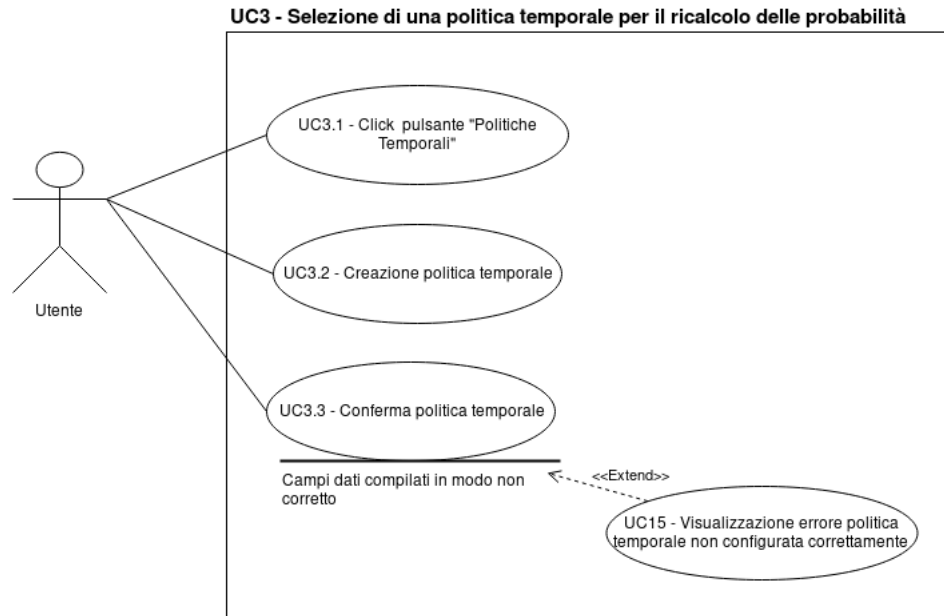 UC3 - Selezione di una politica temporale per il ricalcolo delle probabilità
UC3.1 - Click pulsante "Politiche
Temporali"
Utente
UC3.2 - Creazione politica temporale
UC3.3 - Conferma politica temporale
Campi dati compilati in modo non
corretto
<<Extend>>
UC15 - Visualizzazione errore politica
temporale non configurata correttamente